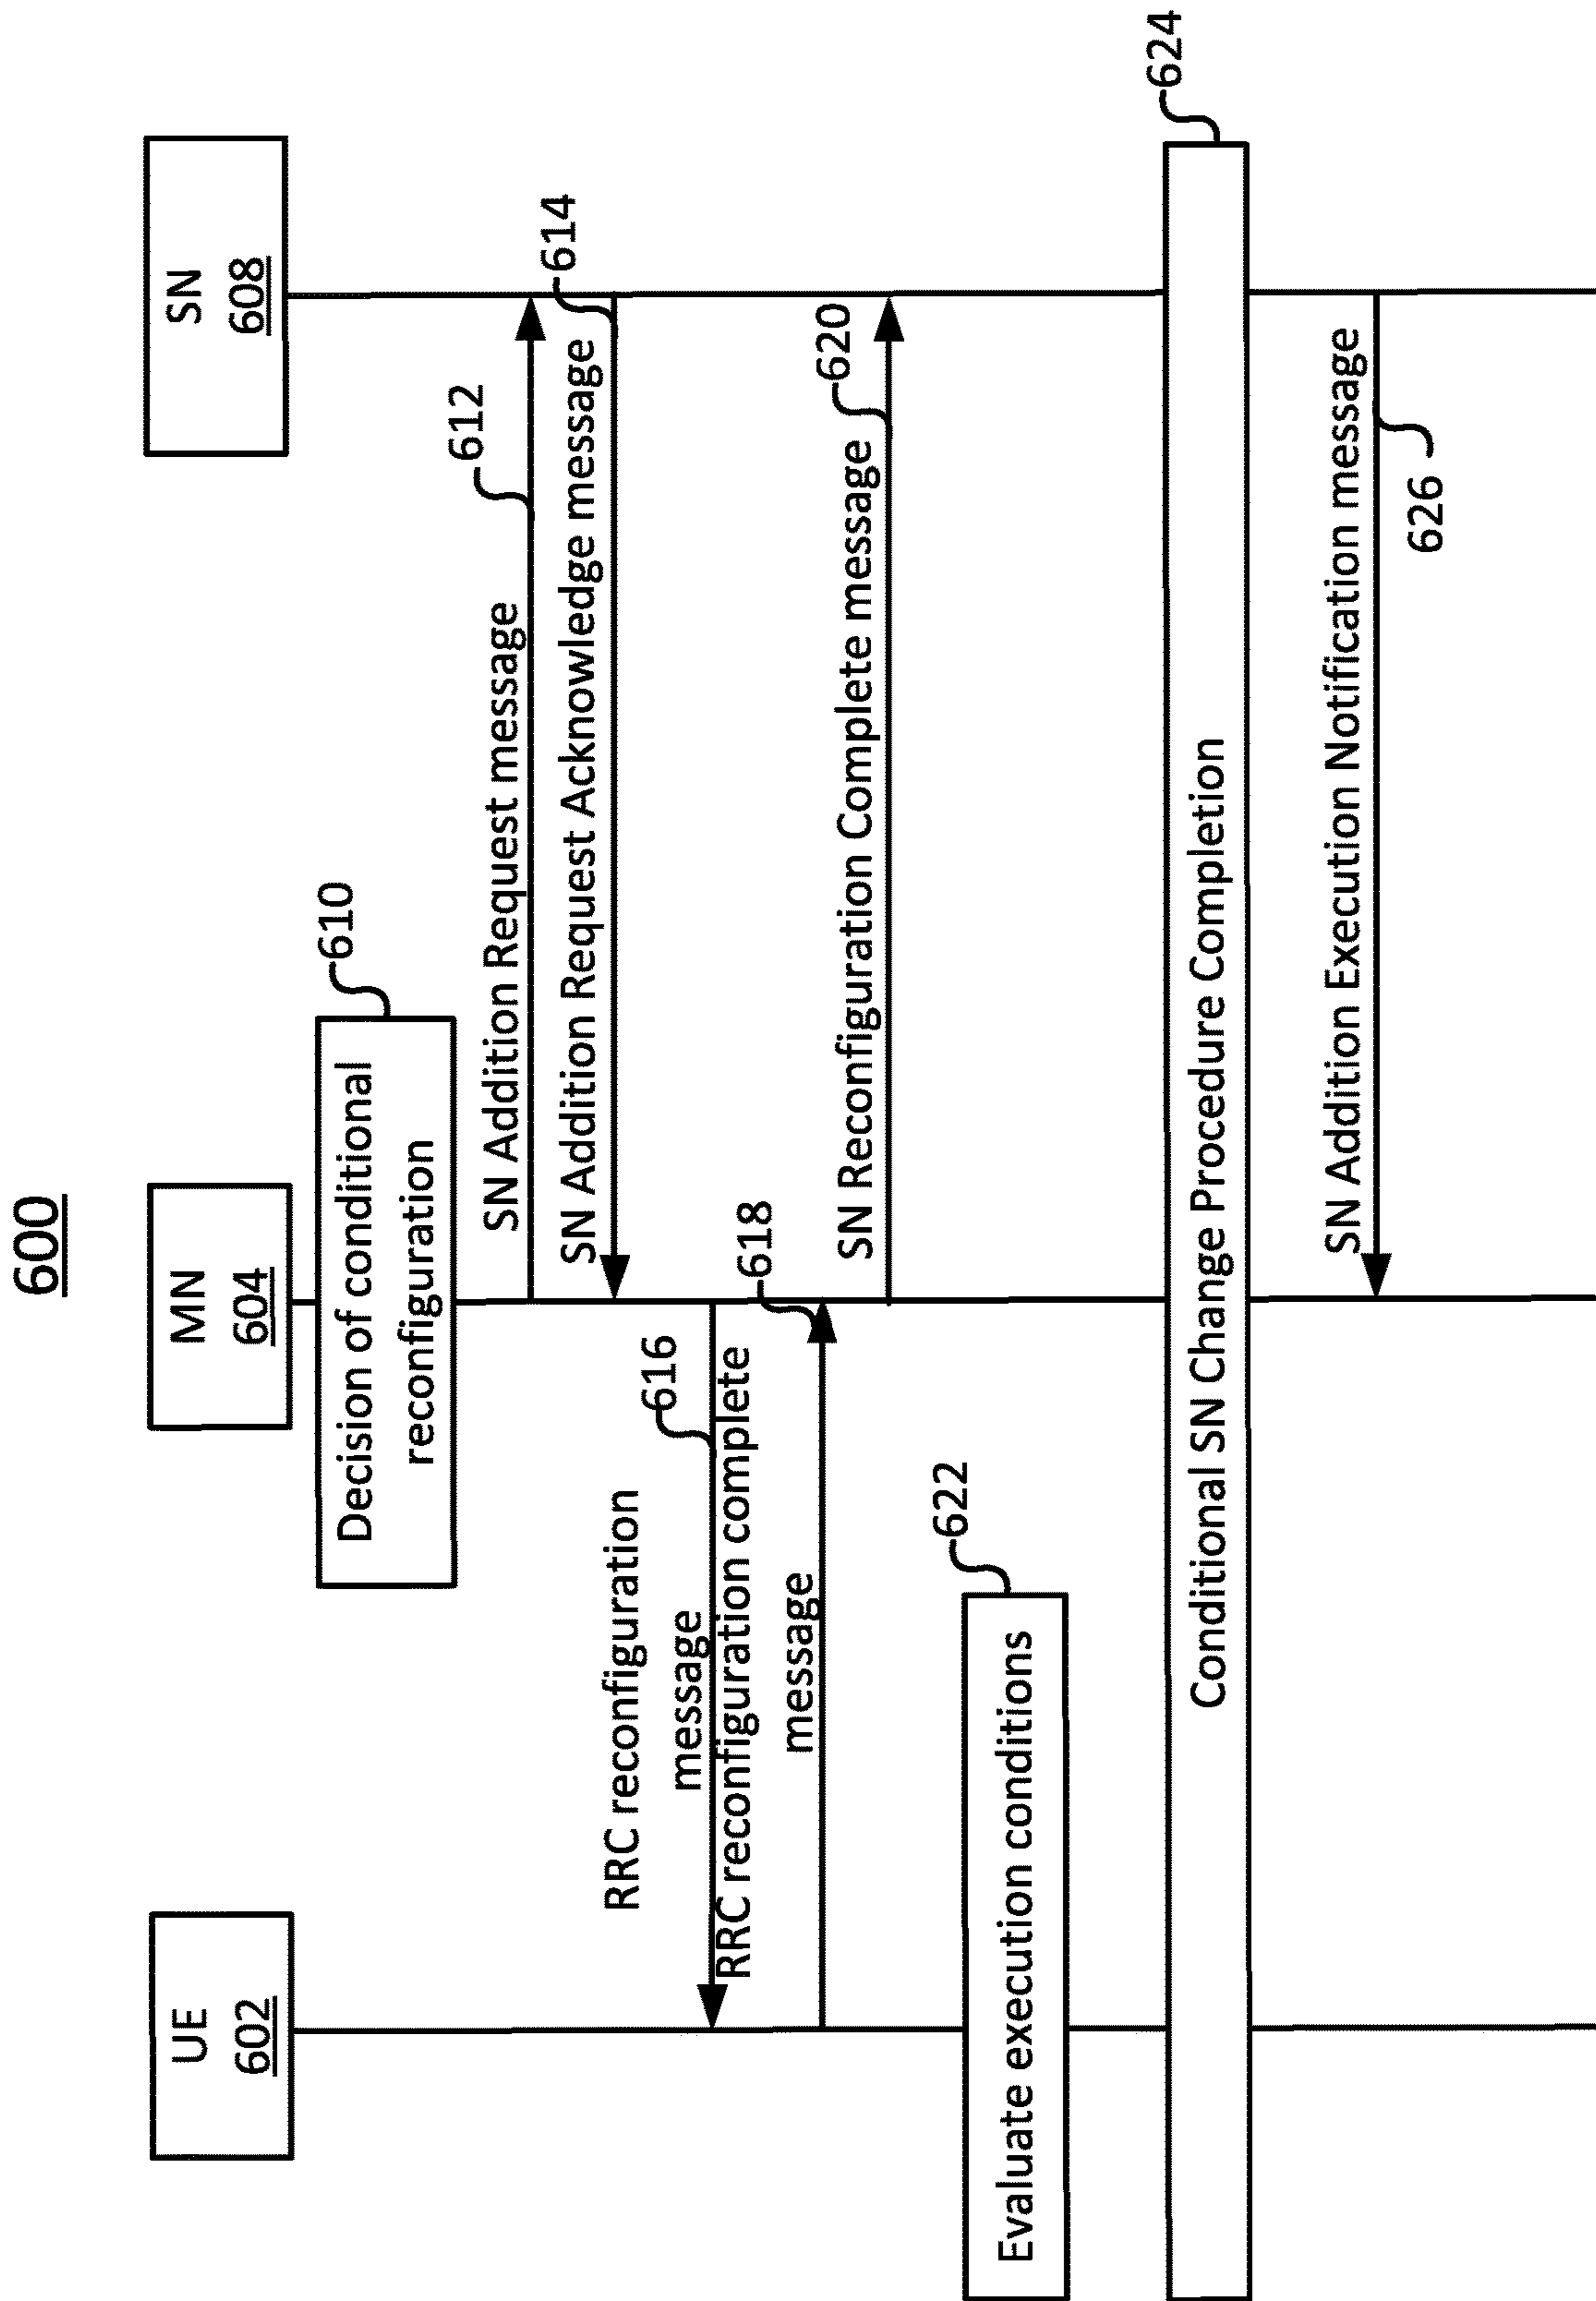 600
UE
602
MN
604
SN
608
Decision of conditional
reconfiguration
610
SN Addition Request message
612
SN Addition Request Acknowledge message
614
RRC reconfiguration
message
616
RRC reconfiguration complete
message
618
SN Reconfiguration Complete message
620
Evaluate execution conditions
622
Conditional SN Change Procedure Completion
624
SN Addition Execution Notification message
626